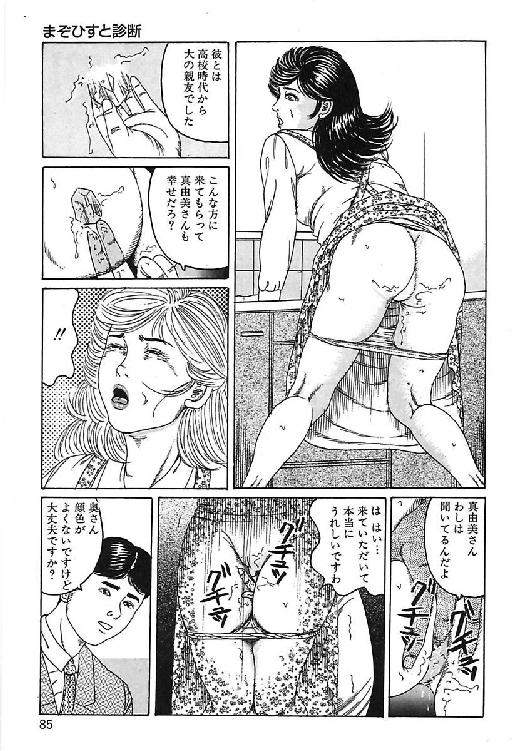 まぞひすと診断
彼とは
高校時代から
大の親友でした
こんな方に
来てもらって
真由美さんも
幸せだろ?
!!
真由美さん
わしは
聞いてるんだよ
グチュッ
は はい…
来ていただいて
本当に
うれしいですわ
グチュッ
グチュッ
奥さん
顔色が
よくないですけど
大丈夫ですか?
85